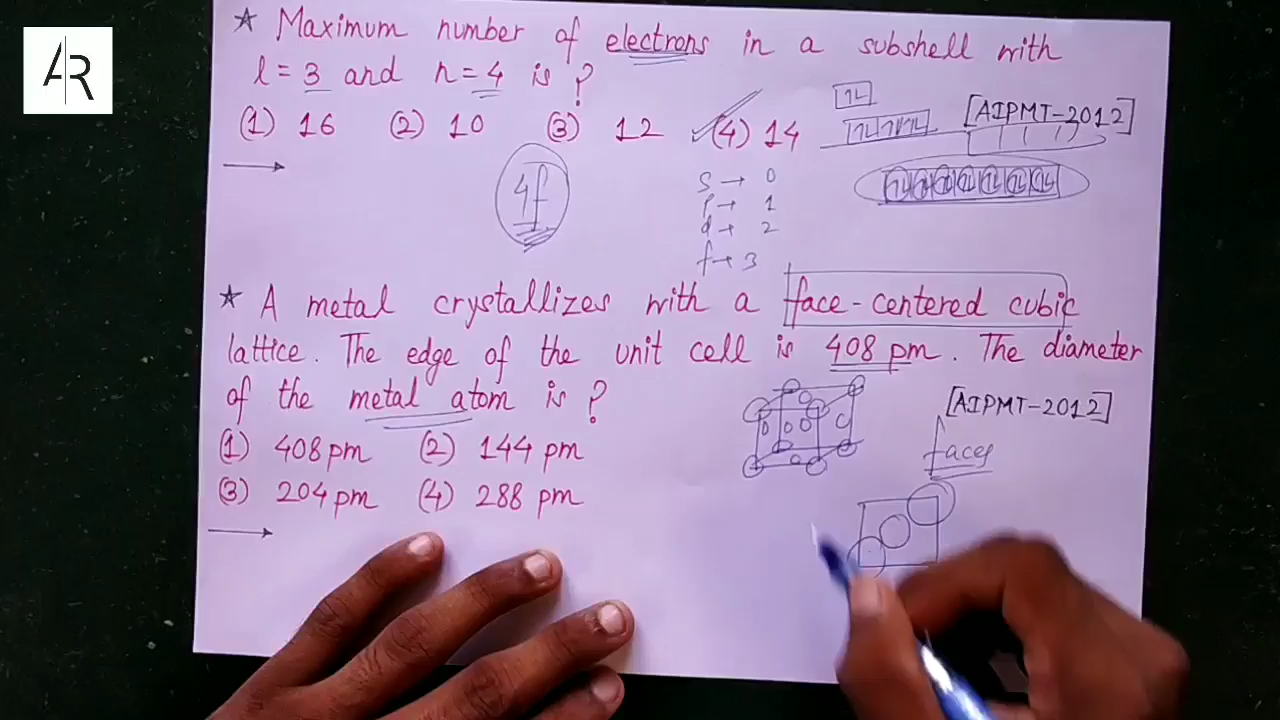 AR
★ Maximum number of electrons in a subshell with
l = 3 and n = 4 is ?
[AIPMT-2012]
(1) 16 (2) 10 (3) 12 (4) 14
4f
s → 0
p → 1
d → 2
f → 3
★ A metal crystallizes with a face-centered cubic
lattice. The edge of the unit cell is 408 pm. The diameter
of the metal atom is ?
[AIPMT-2012]
(1) 408 pm (2) 144 pm
faces
(3) 204 pm (4) 288 pm